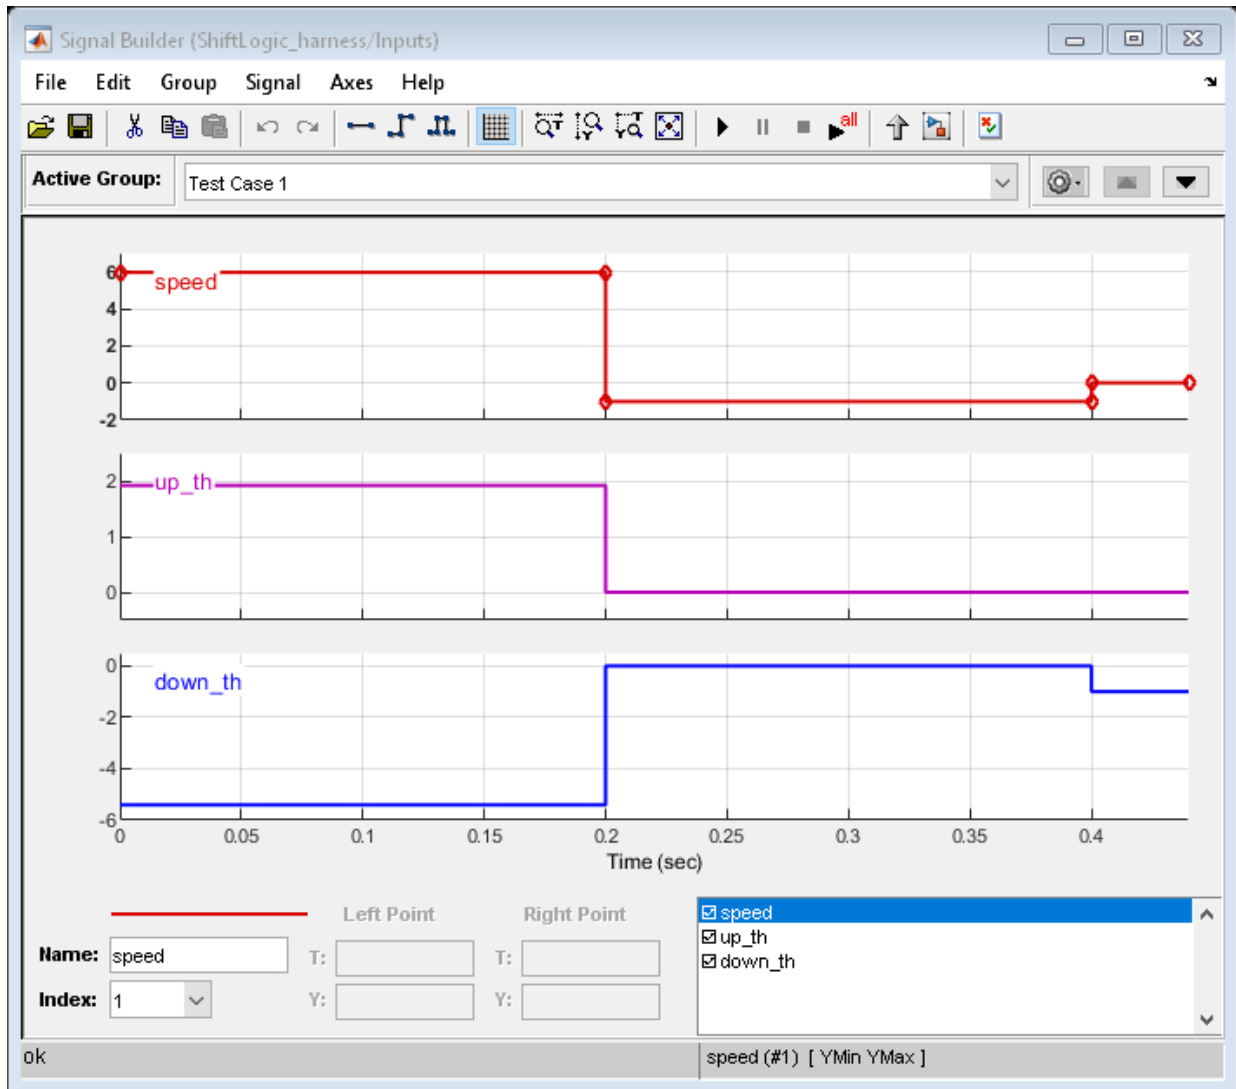 Signal Builder (ShiftLogic_harness/Inputs)
File Edit Group Signal Axes Help
all
Active Group: Test Case 1
6
speed
4
2
0
-2
2
up_th
1
0
0
down_th
-2
-4
-6
0 0.05 0.1 0.15 0.2 0.25 0.3 0.35 0.4
Time (sec)
Left Point Right Point
Name: speed T: T:
Index: 1 Y: Y:
speed
up_th
down_th
ok speed (#1) [ YMin YMax ]